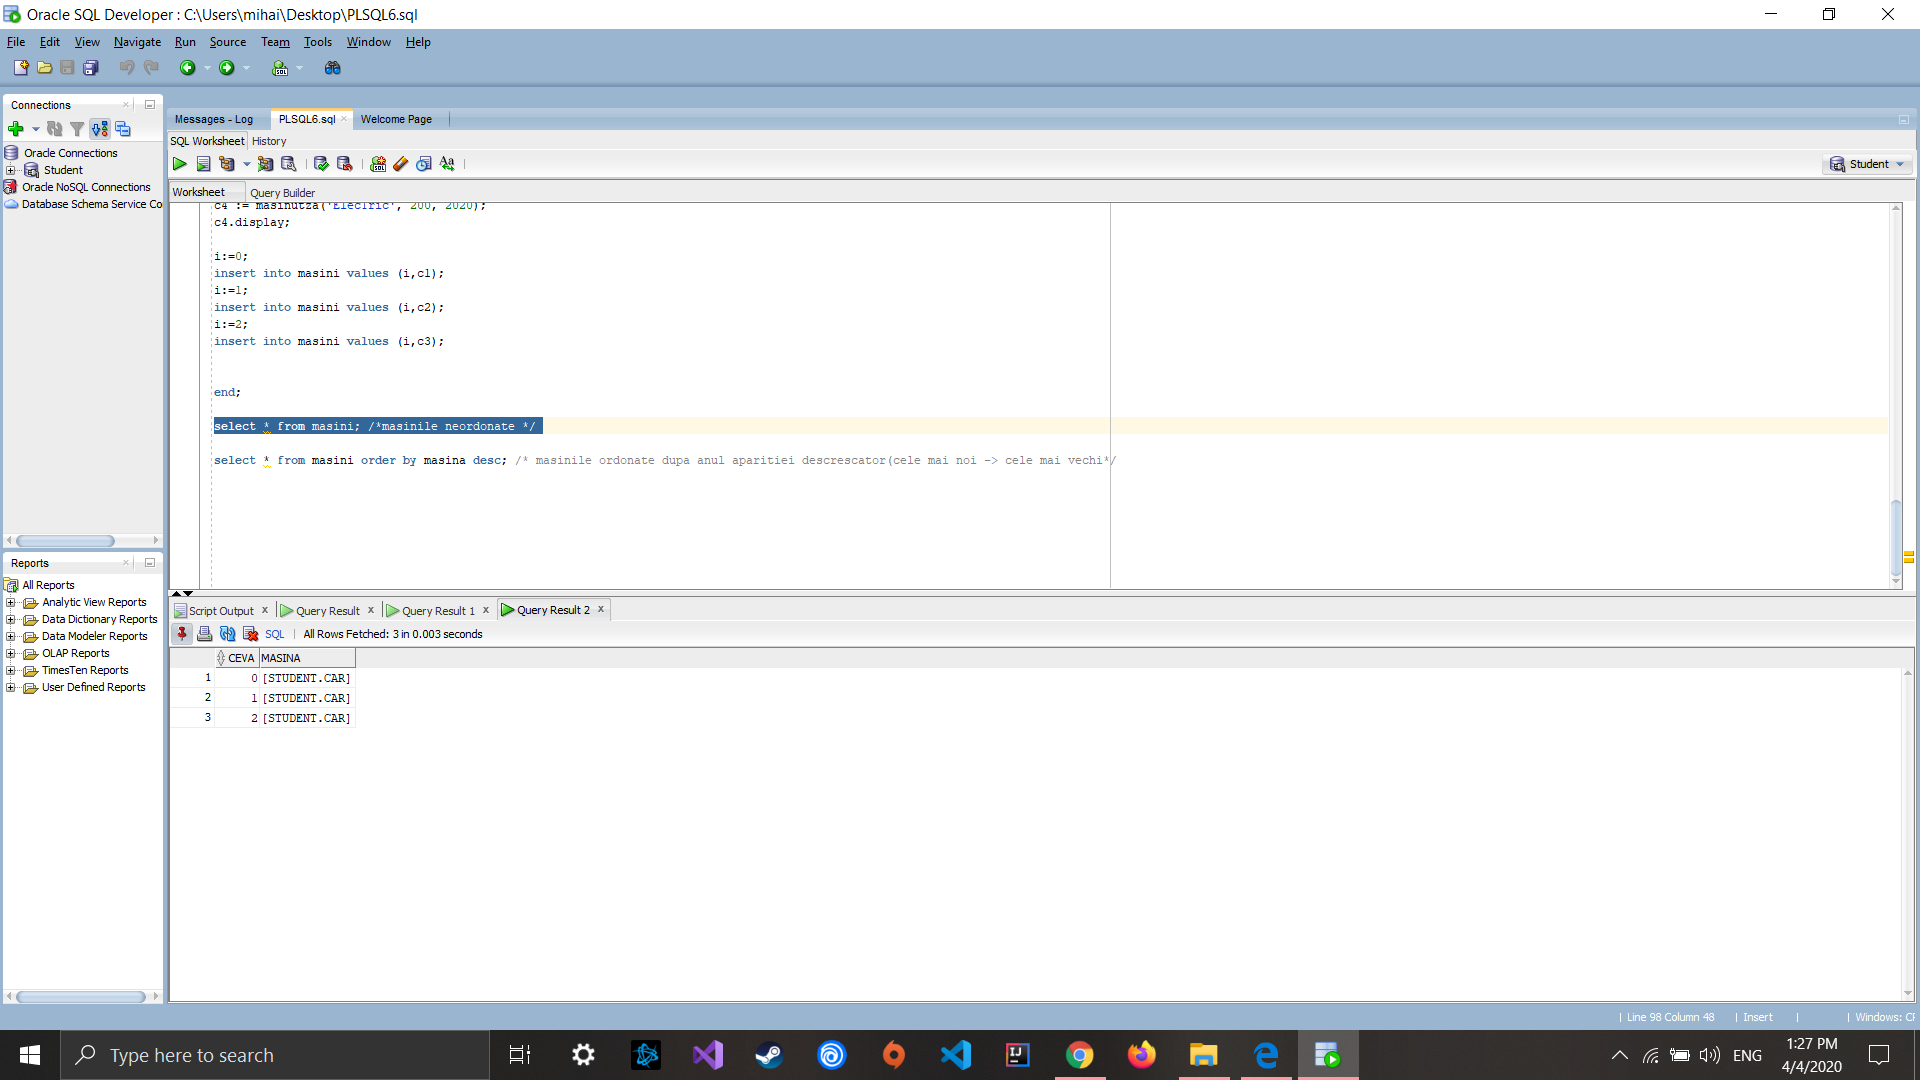 Oracle SQL Developer : C:\Users\mihai\Desktop\PLSQL6.sql
File Edit View Navigate Run Source Team Tools Window Help
Connections
Oracle Connections
Student
Oracle NoSQL Connections
Database Schema Service Co
Reports
All Reports
Analytic View Reports
Data Dictionary Reports
Data Modeler Reports
OLAP Reports
TimesTen Reports
User Defined Reports
Messages - Log PLSQL6.sql Welcome Page
SQL Worksheet History
Student
Worksheet Query Builder
c4 := masinutza('Eleclric', 200, 2020);
c4.display;
i:=0;
insert into masini values (i,c1);
i:=1;
insert into masini values (i,c2);
i:=2;
insert into masini values (i,c3);
end;
select * from masini; /*masinile neordonate */
select * from masini order by masina desc; /* masinile ordonate dupa anul aparitiei descrescator(cele mai noi -> cele mai vechi*/
Script Output x Query Result x Query Result 1 x Query Result 2 x
SQL | All Rows Fetched: 3 in 0.003 seconds
CEVA MASINA
1 0 [STUDENT.CAR]
2 1 [STUDENT.CAR]
3 2 [STUDENT.CAR]
Line 98 Column 48 | Insert | Windows: CF
Type here to search
ENG
1:27 PM
4/4/2020